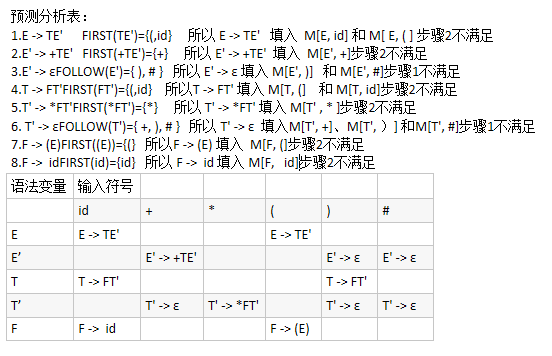 预测分析表：
1.E -> TE'　 FIRST(TE')={(,id}　 所以 E -> TE' 填入 M[E, id] 和 M[ E, ( ] 步骤2不满足
2.E' -> +TE' FIRST(+TE')={+}　 所以 E' -> +TE' 填入 M[E', +]步骤2不满足
3.E' -> εFOLLOW(E')={ ), # } 所以 E' -> ε 填入 M[E', )] 和 M[E', #]步骤1不满足
4.T -> FT'FIRST(FT')={(,id}　 所以T -> FT' 填入 M[T, (] 和 M[T, id]步骤2不满足
5.T' -> *FT'FIRST(*FT')={*}　 所以 T' -> *FT' 填入 M[T' , * ]步骤2不满足
6. T' -> εFOLLOW(T')={ +, ), # } 所以 T' -> ε 填入M[T', +]、M[T', ）] 和M[T', #]步骤1不满足
7.F -> (E)FIRST((E))={(} 所以F -> (E) 填入 M[F, (]步骤2不满足
8.F -> idFIRST(id)={id} 所以 F -> id 填入 M[F, id]步骤2不满足
语法变量 输入符号
id + * ( ) #
E E -> TE' E -> TE'
E’ E' -> +TE' E' -> ε E' -> ε
T T -> FT' T -> FT'
T’ T' -> ε T' -> *FT' T' -> ε T' -> ε
F F -> id F -> (E)